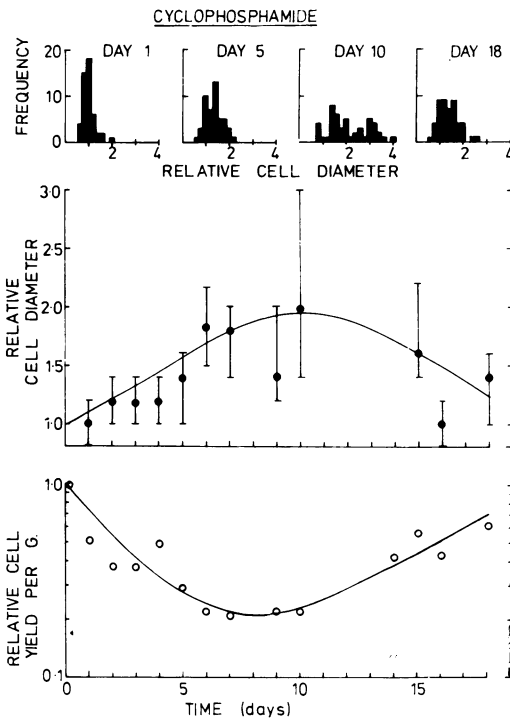 CYCLOPHOSPHAMIDE
FREQUENCY
20
10
0
DAY 1
DAY 5
DAY 10
DAY 18
2 4
2 4
2 4
2 4
RELATIVE CELL DIAMETER
RELATIVE
CELL DIAMETER
3·0
2·5
2·0
1·5
1·0
RELATIVE CELL
YIELD PER G.
1·0
0·1
0 5 10 15
TIME (days)